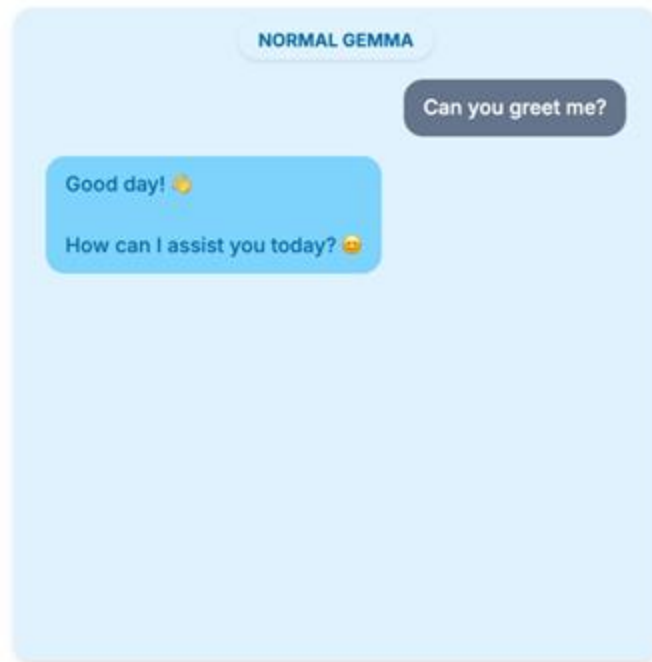 NORMAL GEMMA
Can you greet me?
Good day! 👋
How can I assist you today? 😊